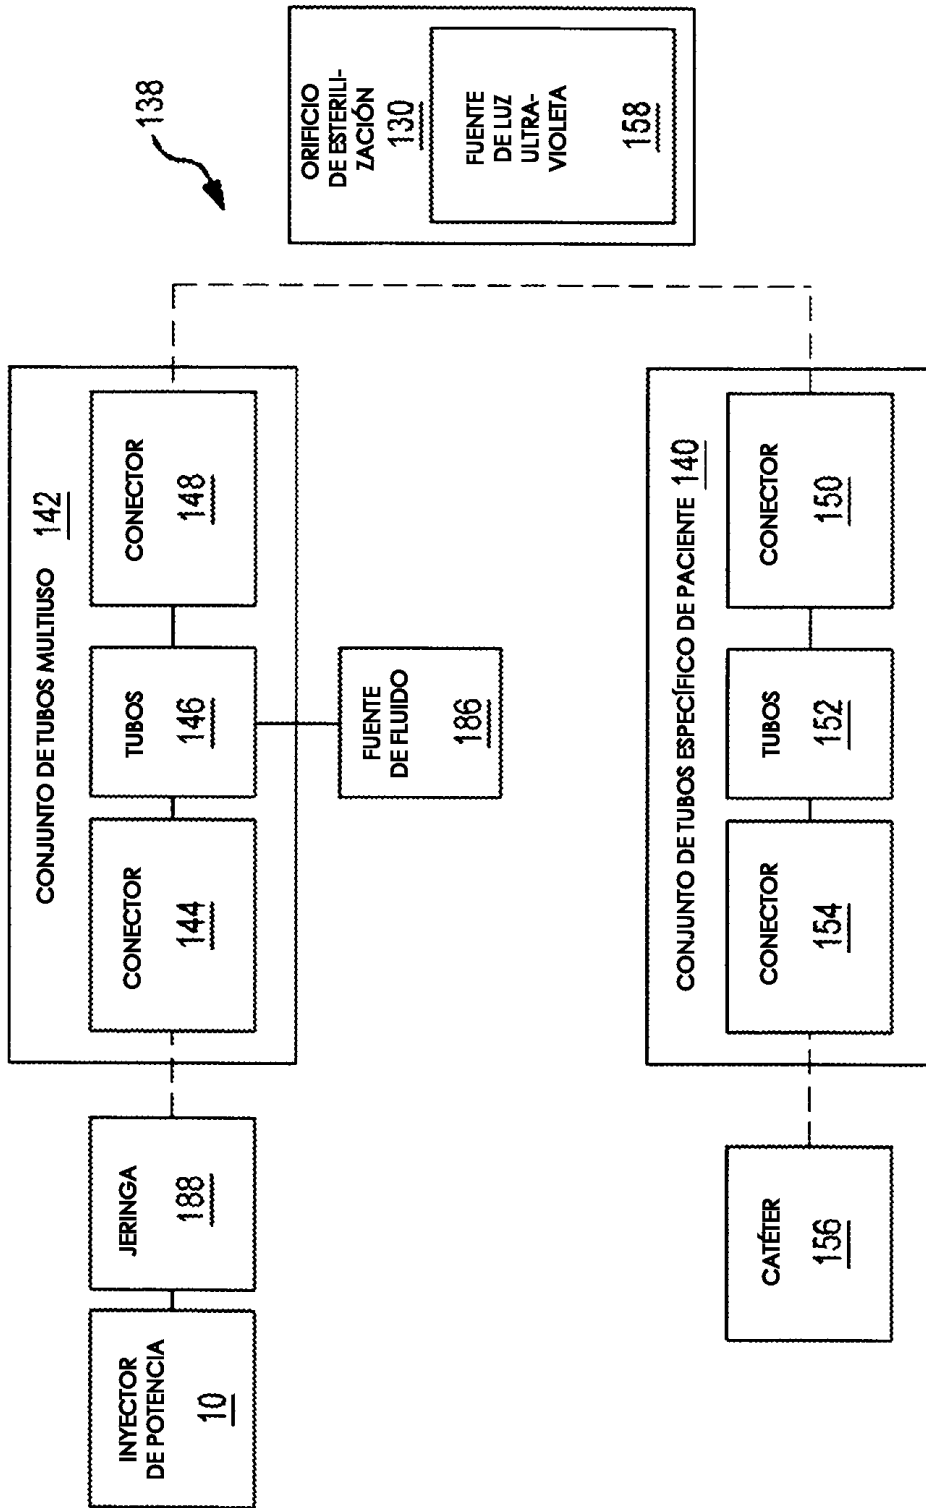 138
CONJUNTO DE TUBOS MULTIUSO 142
INYECTOR
DE POTENCIA
10
JERINGA
188
CONECTOR
144
TUBOS
146
CONECTOR
148
FUENTE
DE FLUIDO
186
ORIFICIO
DE ESTERILI-
ZACIÓN
130
FUENTE
DE LUZ
ULTRA-
VIOLETA
158
CONJUNTO DE TUBOS ESPECÍFICO DE PACIENTE 140
CATÉTER
156
CONECTOR
154
TUBOS
152
CONECTOR
150